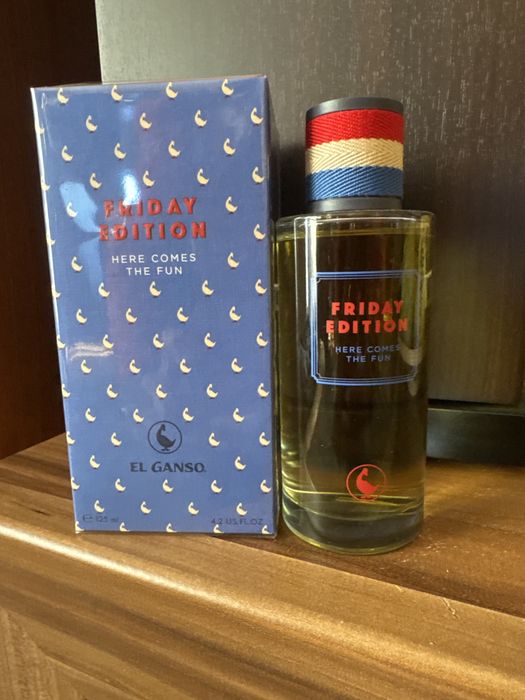 FRIDAY
EDITION
HERE COMES
THE FUN
EL GANSO
e 125 ml
4.2 US.FL.OZ
FRIDAY
EDITION
HERE COMES
THE FUN